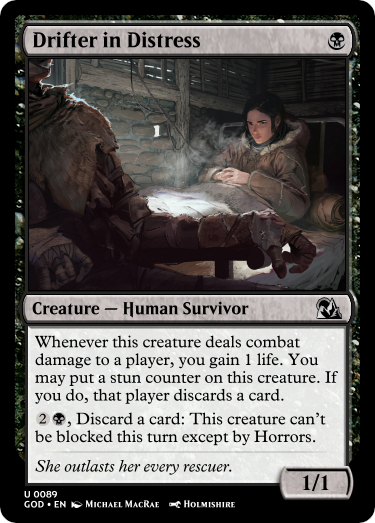 Drifter in Distress
Creature — Human Survivor
Whenever this creature deals combat
damage to a player, you gain 1 life. You
may put a stun counter on this creature. If
you do, that player discards a card.
2, Discard a card: This creature can't
be blocked this turn except by Horrors.
She outlasts her every rescuer.
1/1
U 0089
GOD • EN Michael MacRae Holmishire